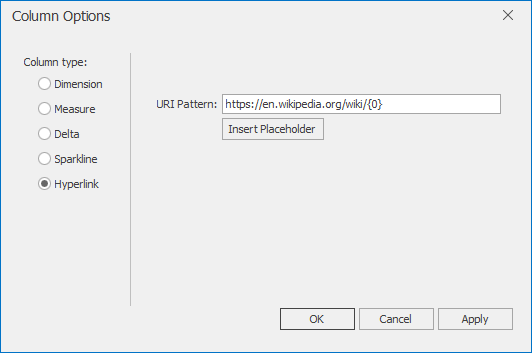 Column Options
Column type:
Dimension
Measure
Delta
Sparkline
Hyperlink
URI Pattern: https://en.wikipedia.org/wiki/{0}
Insert Placeholder
OK Cancel Apply